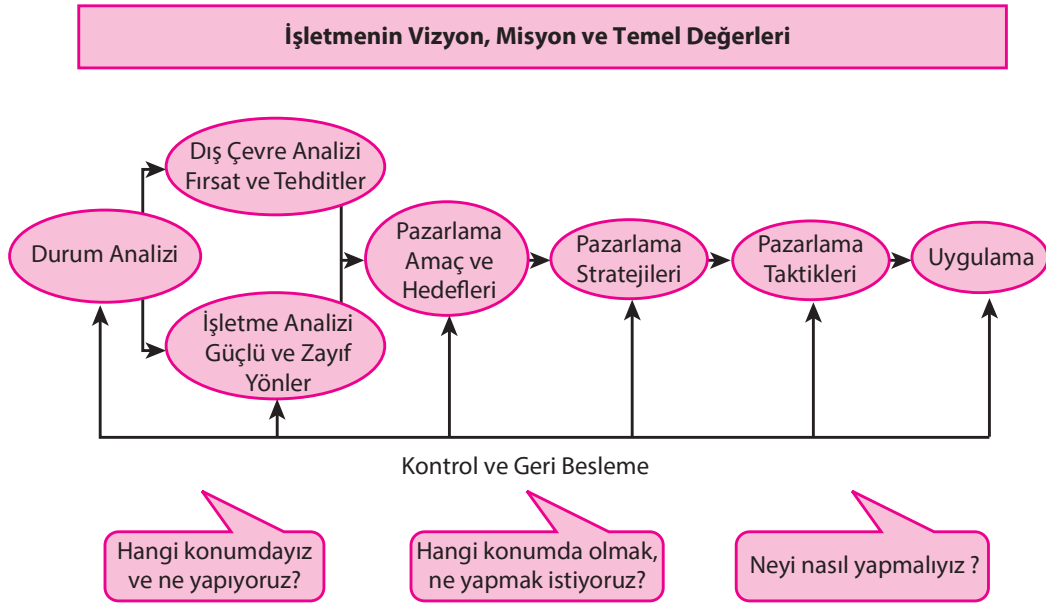 İşletmenin Vizyon, Misyon ve Temel Değerleri
Dış Çevre Analizi
Fırsat ve Tehditler
Durum Analizi
İşletme Analizi
Güçlü ve Zayıf
Yönler
Pazarlama
Amaç ve
Hedefleri
Pazarlama
Stratejileri
Pazarlama
Taktikleri
Uygulama
Kontrol ve Geri Besleme
Hangi konumdayız
ve ne yapıyoruz?
Hangi konumda olmak,
ne yapmak istiyoruz?
Neyi nasıl yapmalıyız ?